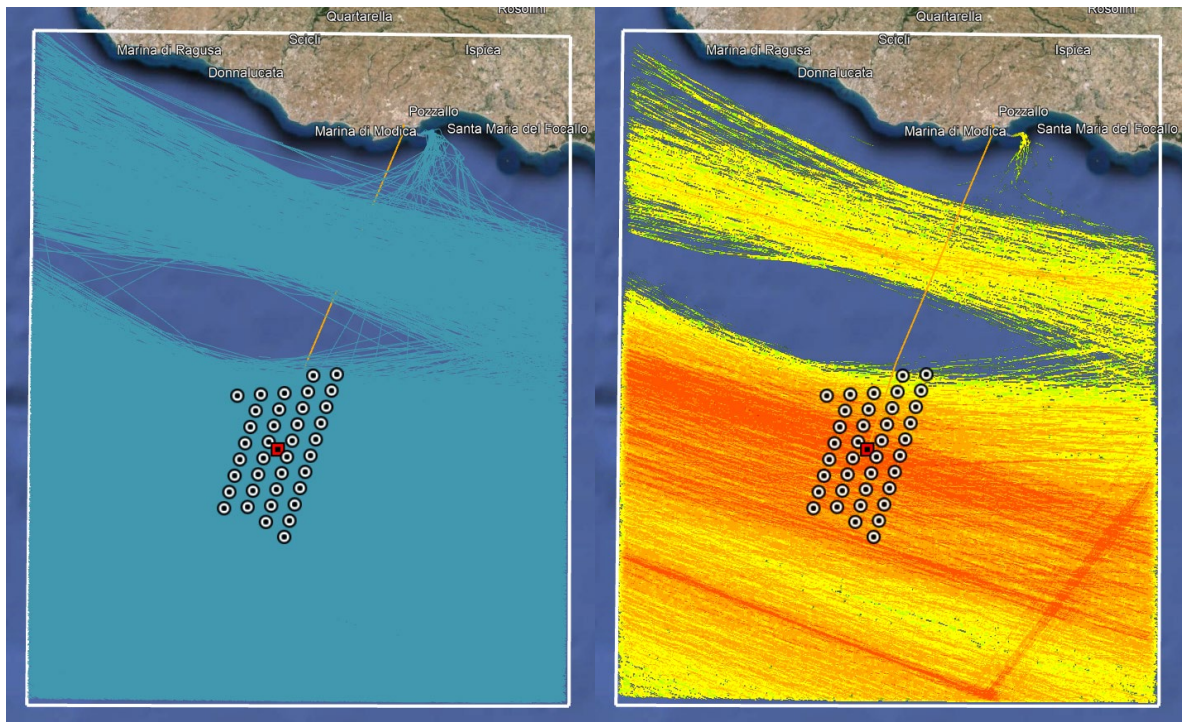 Quartarella
Rosolini
Scicli
Marina di Ragusa
Ispica
Donnalucata
Pozzallo
Marina di Modica
Santa Maria del Focallo
Quartarella
Scicli
Marina di Ragusa
Ispica
Donnalucata
Pozzallo
Marina di Modica
Santa Maria del Focallo